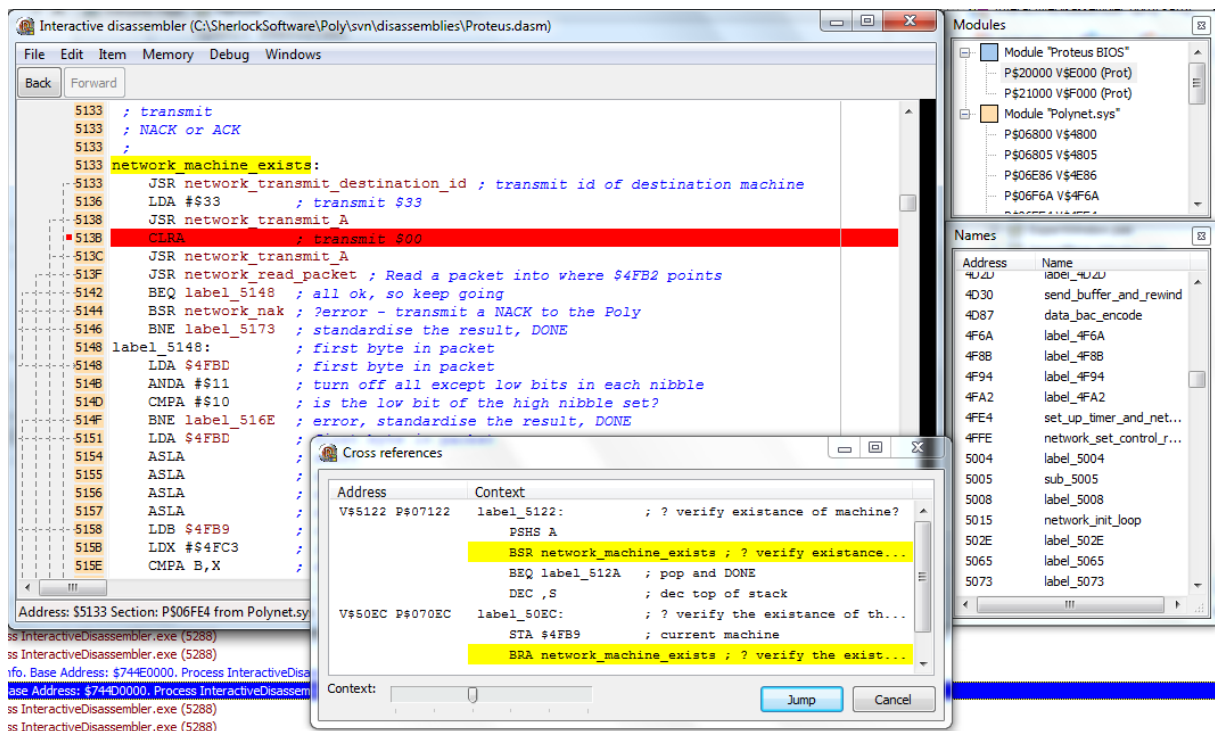 Interactive disassembler (C:\SherlockSoftware\Poly\svn\disassemblies\Proteus.dasm)
File Edit Item Memory Debug Windows
Back Forward
5133 ; transmit
5133 ; NACK or ACK
5133 ;
5133 network_machine_exists:
5133 JSR network_transmit_destination_id ; transmit id of destination machine
5136 LDA #$33 ; transmit $33
5138 JSR network_transmit_A
513B CLRA ; transmit $00
513C JSR network_transmit_A
513F JSR network_read_packet ; Read a packet into where $4FB2 points
5142 BEQ label_5148 ; all ok, so keep going
5144 BSR network_nak ; ?error - transmit a NACK to the Poly
5146 BNE label_5173 ; standardise the result, DONE
5148 label_5148: ; first byte in packet
5148 LDA $4FBD ; first byte in packet
514B ANDA #$11 ; turn off all except low bits in each nibble
514D CMPA #$10 ; is the low bit of the high nibble set?
514F BNE label_516E ; error, standardise the result, DONE
5151 LDA $4FBD ; first byte in packet
5154 ASLA ;
5155 ASLA ;
5156 ASLA ;
5157 ASLA ;
5158 LDB $4FB9 ;
515B LDX #$4FC3 ;
515E CMPA B,X ;
Address: $5133 Section: P$06FE4 from Polynet.sy
Modules
Module "Proteus BIOS"
P$20000 V$E000 (Prot)
P$21000 V$F000 (Prot)
Module "Polynet.sys"
P$06800 V$4800
P$06805 V$4805
P$06E86 V$4E86
P$06F6A V$4F6A
Names
Address Name
4D2D label_4D2D
4D30 send_buffer_and_rewind
4D87 data_bac_encode
4F6A label_4F6A
4F8B label_4F8B
4F94 label_4F94
4FA2 label_4FA2
4FE4 set_up_timer_and_net...
4FFE network_set_control_r...
5004 label_5004
5005 sub_5005
5008 label_5008
5015 network_init_loop
502E label_502E
5065 label_5065
5073 label_5073
Cross references
Address Context
V$5122 P$07122 label_5122: ; ? verify existance of machine?
PSHS A
BSR network_machine_exists ; ? verify existance...
BEQ label_512A ; pop and DONE
DEC ,S ; dec top of stack
V$50EC P$070EC label_50EC: ; ? verify the existance of th...
STA $4FB9 ; current machine
BRA network_machine_exists ; ? verify the exist...
Context:
Jump Cancel
ss InteractiveDisassembler.exe (5288)
ss InteractiveDisassembler.exe (5288)
nfo. Base Address: $744E0000. Process InteractiveDisa
ase Address: $744D0000. Process InteractiveDisassem
ss InteractiveDisassembler.exe (5288)
ss InteractiveDisassembler.exe (5288)